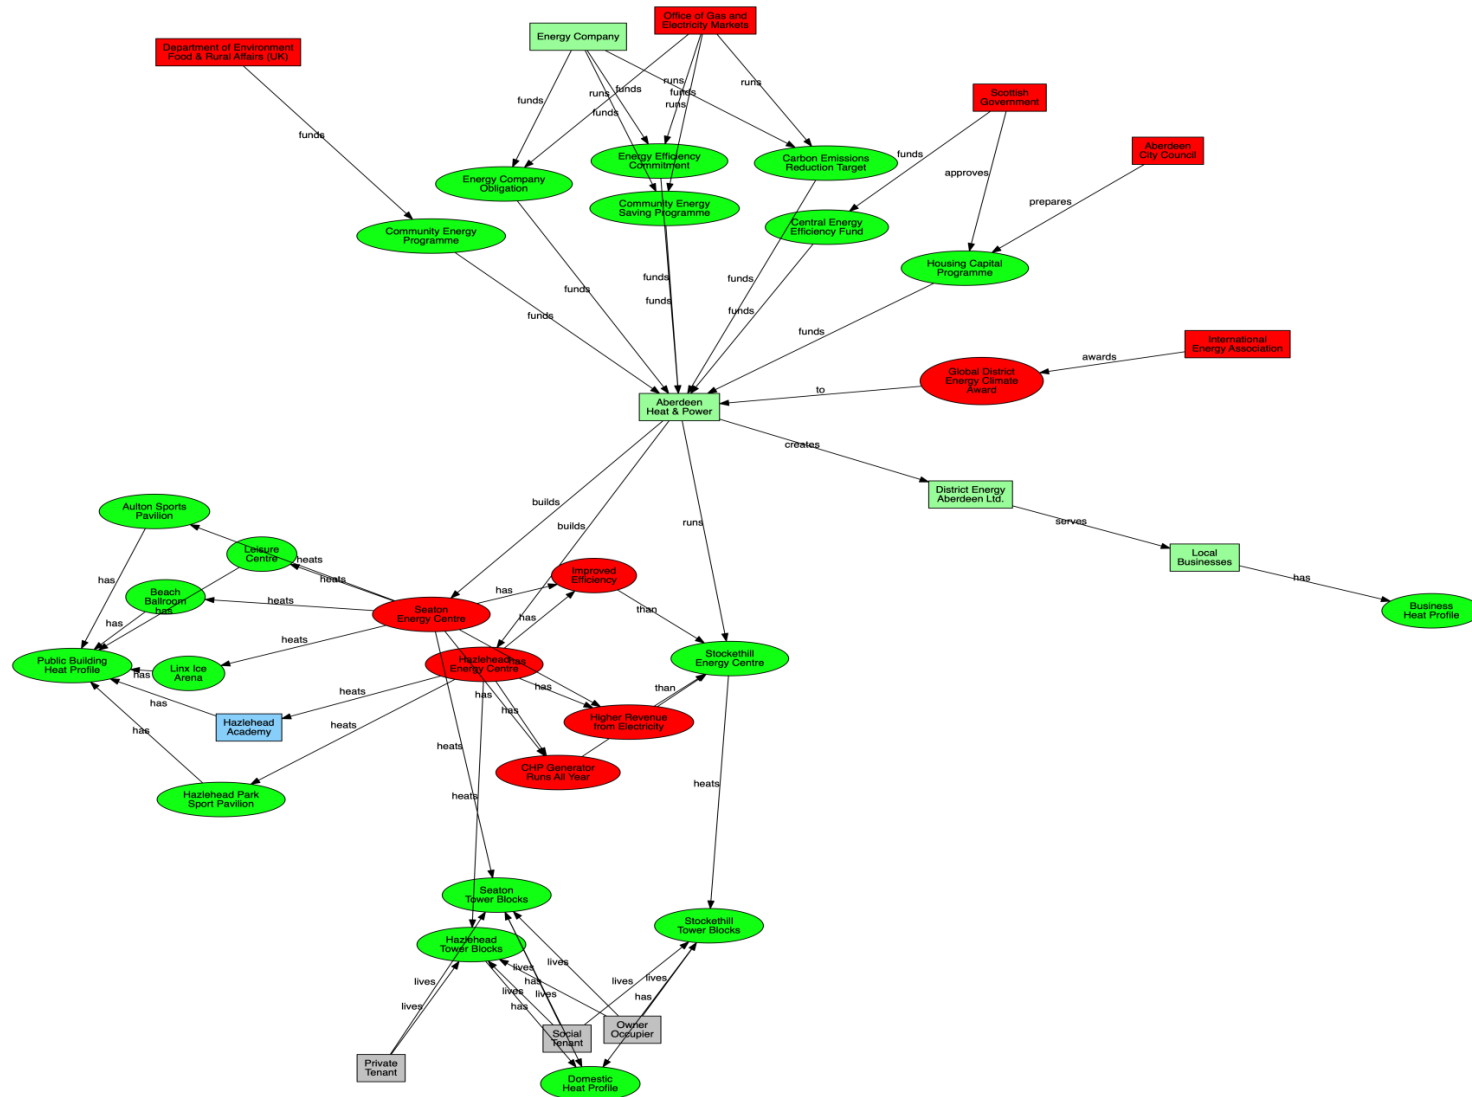 Office of Gas and
Electricity Markets
Energy Company
Department of Environment
Food & Rural Affairs (UK)
Scottish
Government
Aberdeen
City Council
runs
funds
runs
funds
runs
funds
funds
runs
funds
funds
approves
prepares
Energy Efficiency
Commitment
Carbon Emissions
Reduction Target
Energy Company
Obligation
Community Energy
Saving Programme
Central Energy
Efficiency Fund
Community Energy
Programme
Housing Capital
Programme
funds
funds
funds
funds
funds
funds
funds
International
Energy Association
awards
Global District
Energy Climate
Award
to
Aberdeen
Heat & Power
creates
District Energy
Aberdeen Ltd.
serves
Local
Businesses
has
Business
Heat Profile
builds
builds
runs
Aulton Sports
Pavilion
Leisure
Centre
heats
heats
Beach
Ballroom
heats
has
has
Improved
Efficiency
has
than
Seaton
Energy Centre
has
heats
Public Building
Heat Profile
Linx Ice
Arena
has
Hazlehead
Energy Centre
has
Stockethill
Energy Centre
has
has
than
heats
has
has
Hazlehead
Academy
Higher Revenue
from Electricity
heats
has
heats
CHP Generator
Runs All Year
heats
heats
Hazlehead Park
Sport Pavilion
Seaton
Tower Blocks
Stockethill
Tower Blocks
Hazlehead
Tower Blocks
lives
lives
has
lives
lives
lives
lives
lives
has
has
Owner
Occupier
Social
Tenant
Private
Tenant
Domestic
Heat Profile